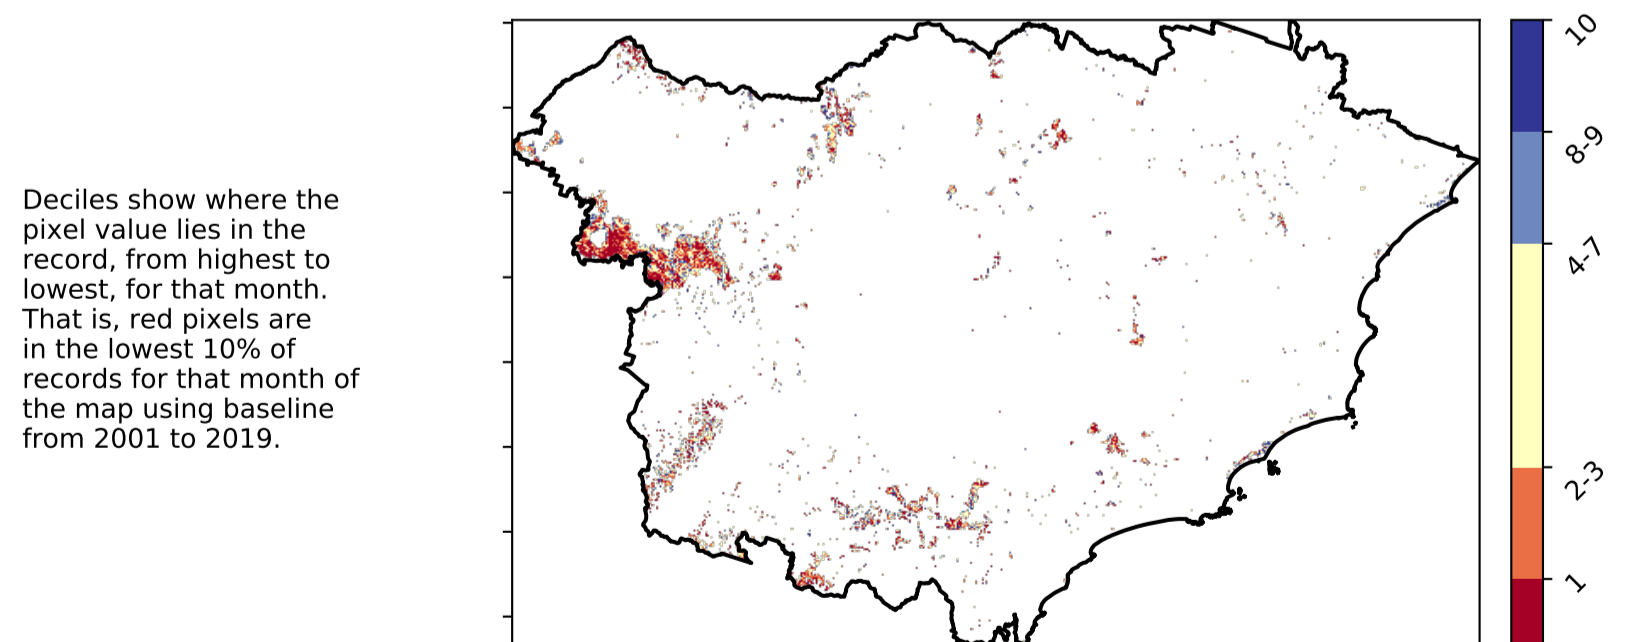 Deciles show where the
pixel value lies in the
record, from highest to
lowest, for that month.
That is, red pixels are
in the lowest 10% of
records for that month of
the map using baseline
from 2001 to 2019.
10
8-9
4-7
2-3
1